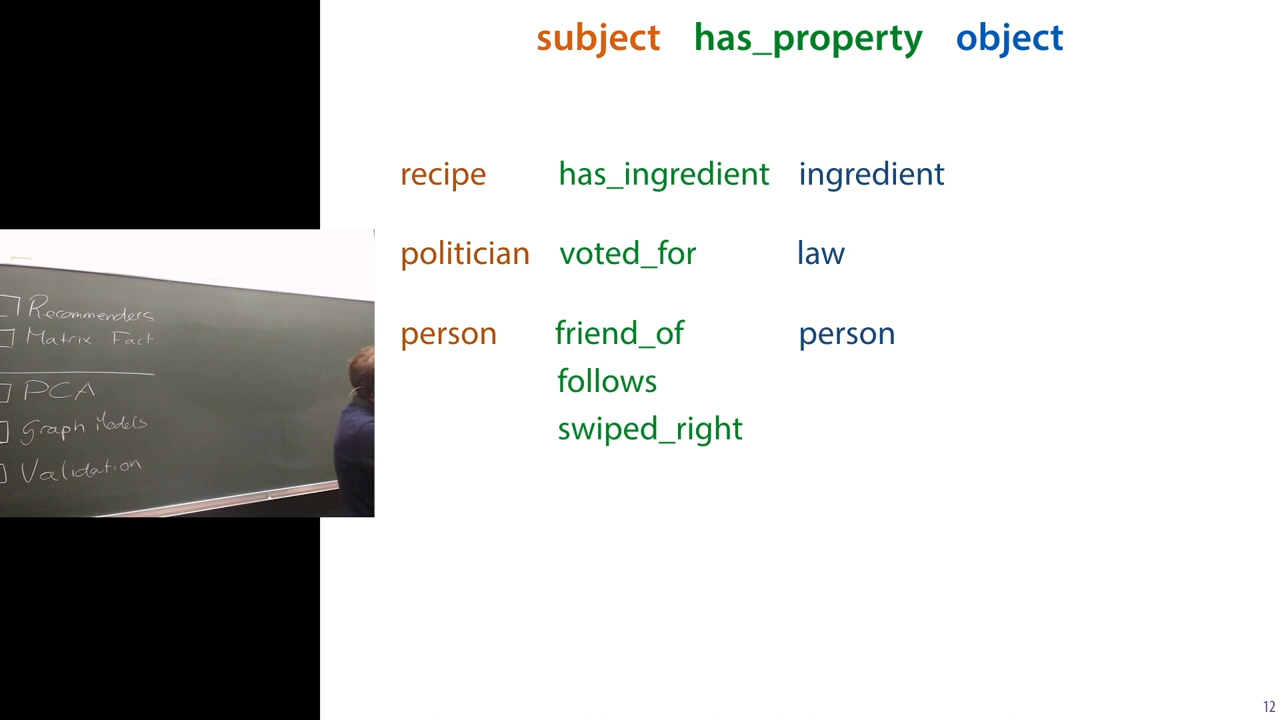 subject has_property object
recipe has_ingredient ingredient
politician voted_for law
person friend_of person
follows
swiped_right
Recommenders
Matrix Fact.
PCA
Graph Models
Validation
12